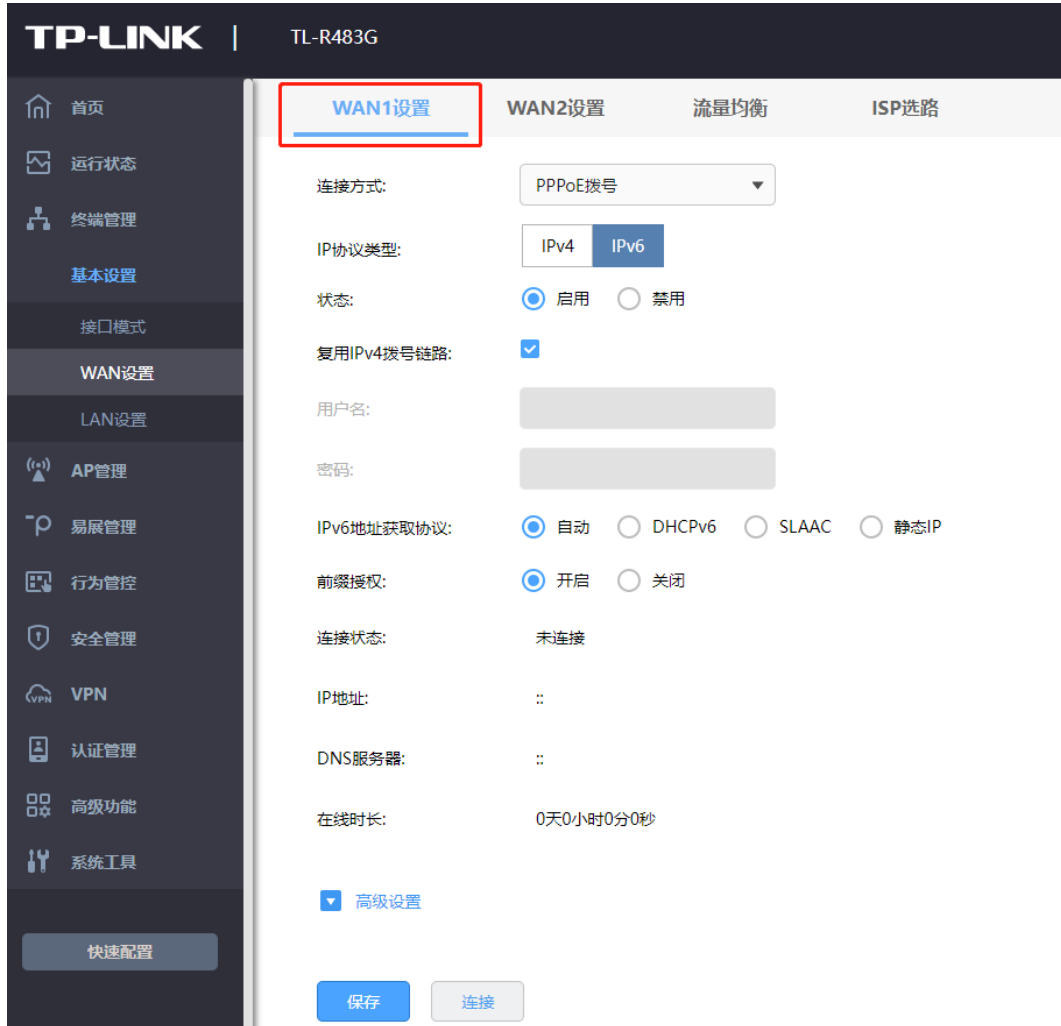 TP-LINK | TL-R483G
首页
运行状态
终端管理
基本设置
接口模式
WAN设置
LAN设置
AP管理
易展管理
行为管控
安全管理
VPN
VPN
认证管理
高级功能
系统工具
快速配置
WAN1设置 WAN2设置 流量均衡 ISP选路
连接方式: PPPoE拨号
IP协议类型: IPv4 IPv6
状态: 启用 禁用
复用IPv4拨号链路:
用户名:
密码:
IPv6地址获取协议: 自动 DHCPv6 SLAAC 静态IP
前缀授权: 开启 关闭
连接状态: 未连接
IP地址: ::
DNS服务器: ::
在线时长: 0天0小时0分0秒
高级设置
保存 连接